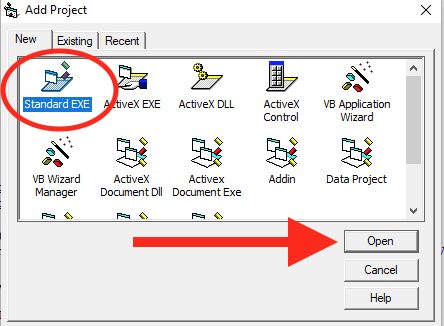 Add Project
New Existing Recent
Standard EXE ActiveX EXE ActiveX DLL ActiveX Control VB Application Wizard
VB Wizard Manager ActiveX Document Dll Activex Document Exe Addin Data Project
Open
Cancel
Help